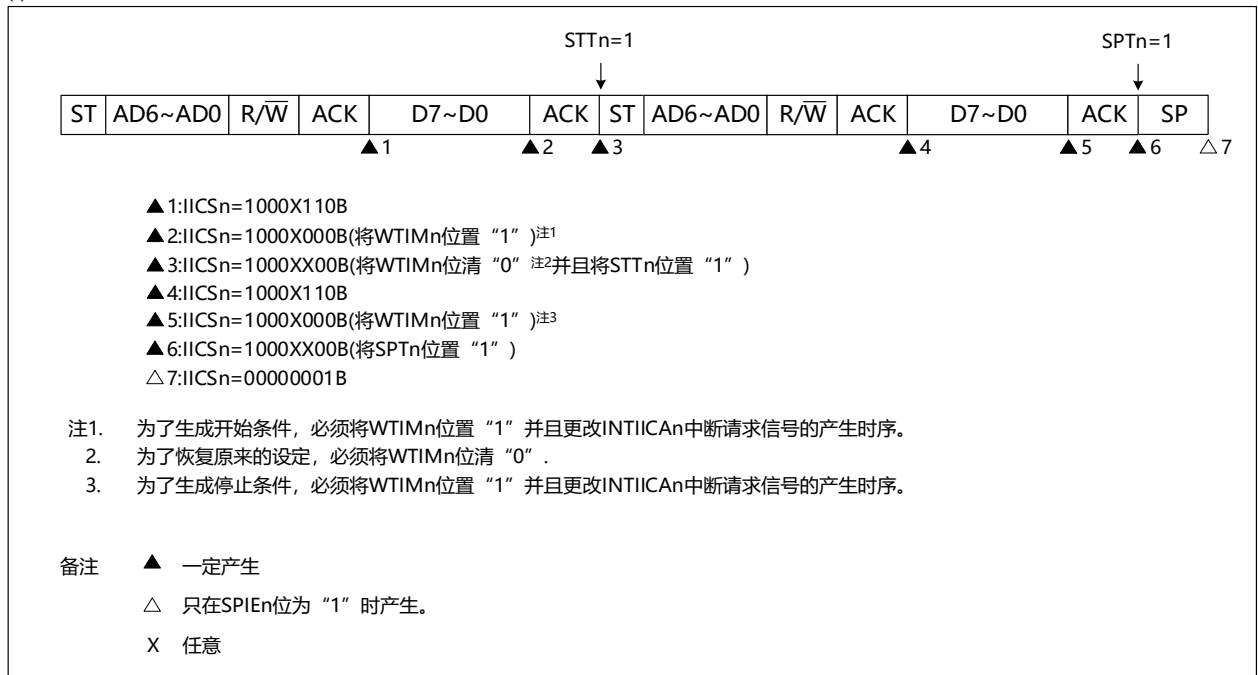 STTn=1 SPTn=1
ST AD6~AD0 R/W̅ ACK D7~D0 ACK ST AD6~AD0 R/W̅ ACK D7~D0 ACK SP
▲1 ▲2 ▲3 ▲4 ▲5 ▲6 △7
▲1:IICSn=1000X110B
▲2:IICSn=1000X000B(将WTIMn位置“1”)注1
▲3:IICSn=1000XX00B(将WTIMn位清“0”注2并且将STTn位置“1”)
▲4:IICSn=1000X110B
▲5:IICSn=1000X000B(将WTIMn位置“1”)注3
▲6:IICSn=1000XX00B(将SPTn位置“1”)
△7:IICSn=00000001B
注1. 为了生成开始条件，必须将WTIMn位置“1”并且更改INTIICAn中断请求信号的产生时序。
2. 为了恢复原来的设定，必须将WTIMn位清“0”.
3. 为了生成停止条件，必须将WTIMn位置“1”并且更改INTIICAn中断请求信号的产生时序。
备注 ▲ 一定产生
△ 只在SPIEn位为“1”时产生。
X 任意